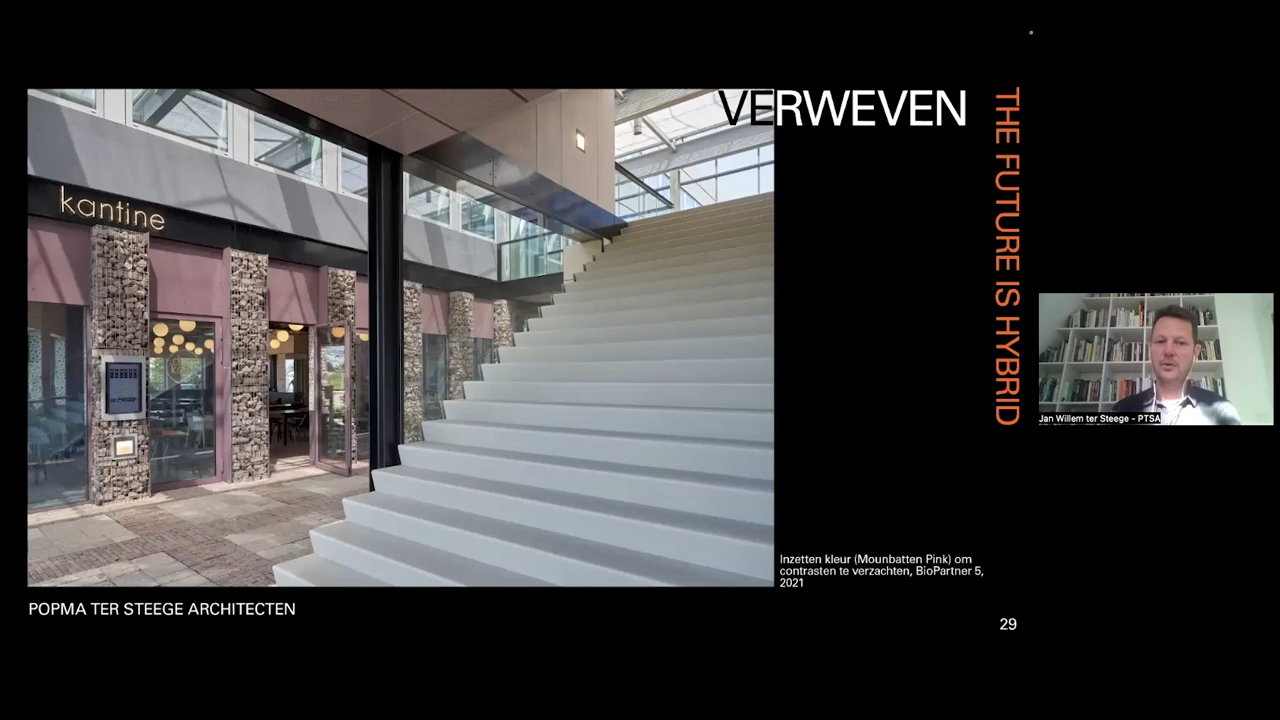 VERWEVEN
THE FUTURE IS HYBRID
kantine
Jan Willem ter Steege - PTSA
Inzetten kleur (Mounbatten Pink) om
contrasten te verzachten, BioPartner 5,
2021
POPMA TER STEEGE ARCHITECTEN
29